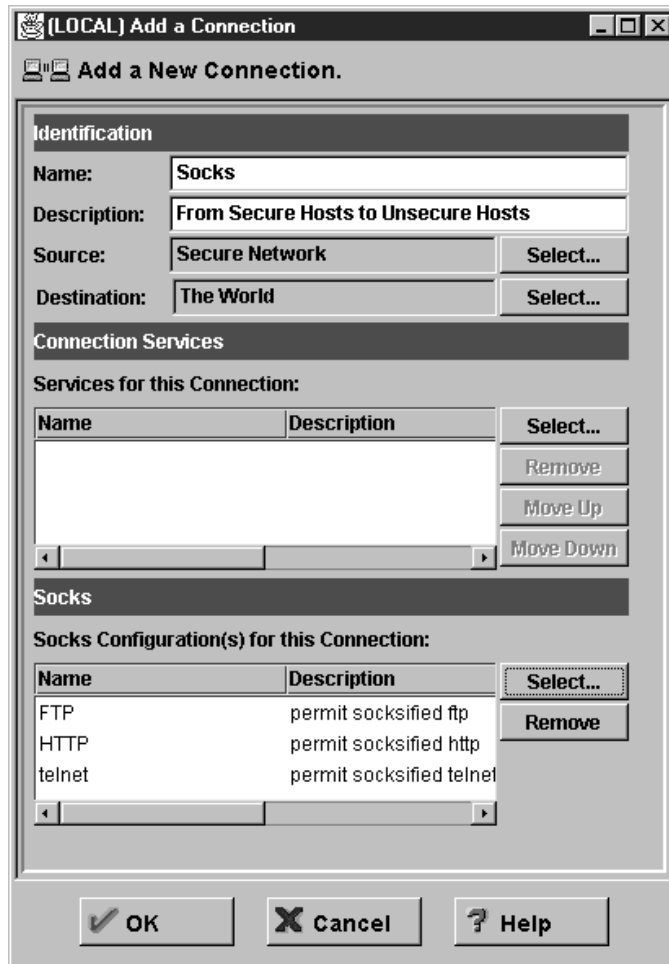 (LOCAL) Add a Connection
Add a New Connection.
Identification
Name: Socks
Description: From Secure Hosts to Unsecure Hosts
Source: Secure Network Select...
Destination: The World Select...
Connection Services
Services for this Connection:
Name Description Select...
Remove
Move Up
Move Down
Socks
Socks Configuration(s) for this Connection:
Name Description Select...
FTP permit socksified ftp Remove
HTTP permit socksified http
telnet permit socksified telnet
OK Cancel Help